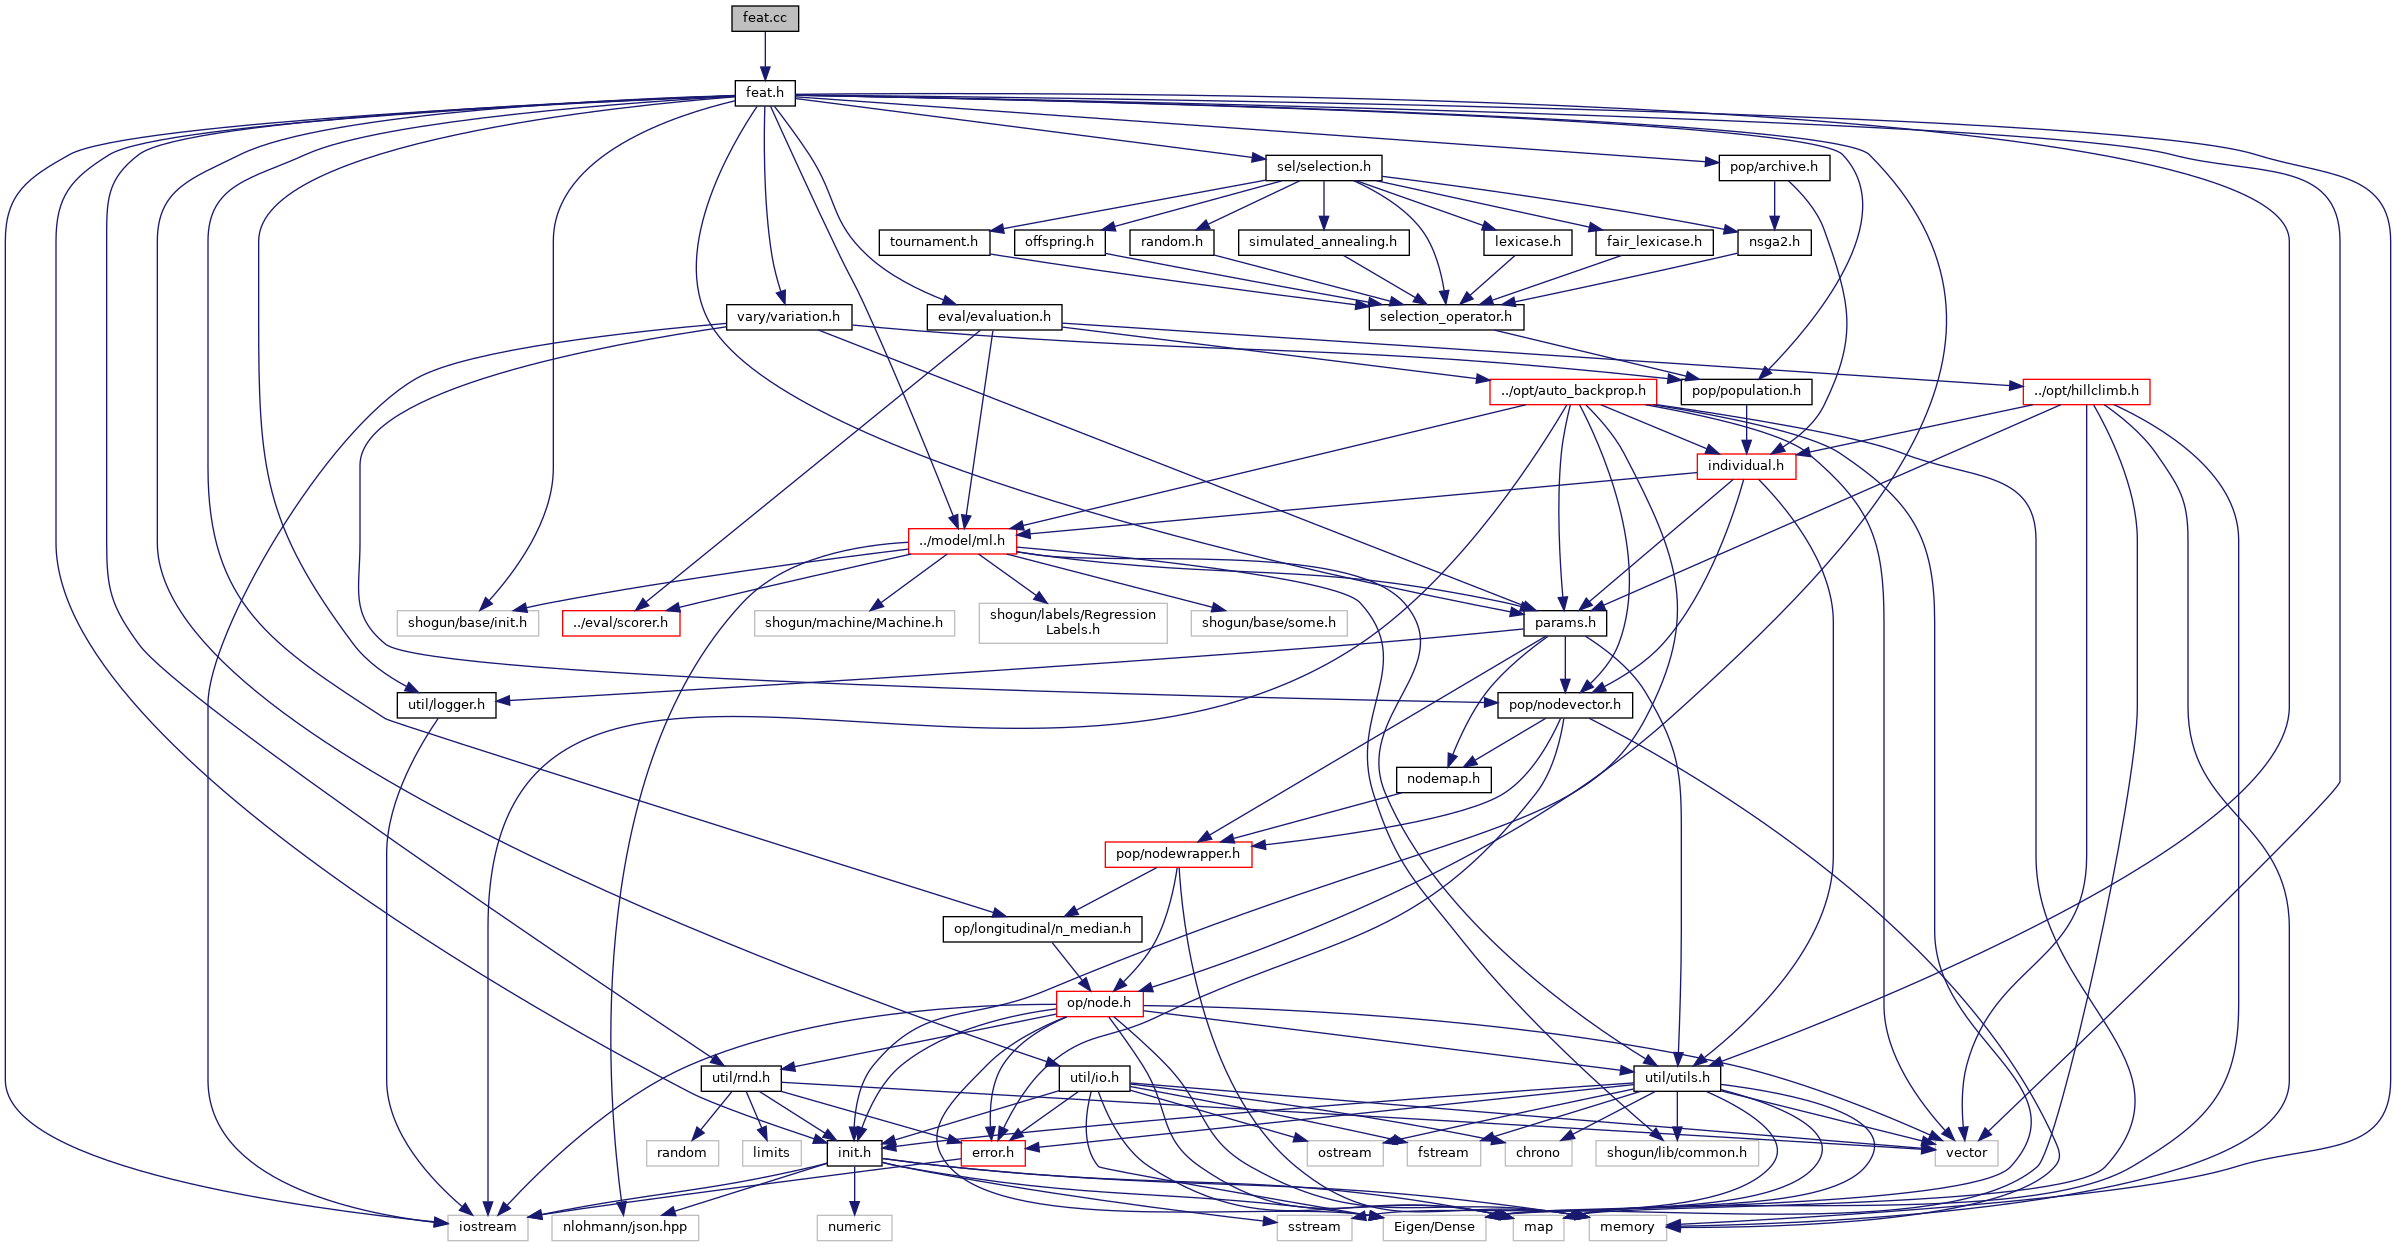 feat.cc
feat.h
sel/selection.h
pop/archive.h
tournament.h
offspring.h
random.h
simulated_annealing.h
lexicase.h
fair_lexicase.h
nsga2.h
vary/variation.h
eval/evaluation.h
selection_operator.h
../opt/auto_backprop.h
pop/population.h
../opt/hillclimb.h
individual.h
../model/ml.h
shogun/base/init.h
../eval/scorer.h
shogun/machine/Machine.h
shogun/labels/Regression
Labels.h
shogun/base/some.h
params.h
util/logger.h
pop/nodevector.h
nodemap.h
pop/nodewrapper.h
op/longitudinal/n_median.h
op/node.h
util/rnd.h
util/io.h
util/utils.h
random
limits
init.h
error.h
ostream
fstream
chrono
shogun/lib/common.h
vector
iostream
nlohmann/json.hpp
numeric
sstream
Eigen/Dense
map
memory